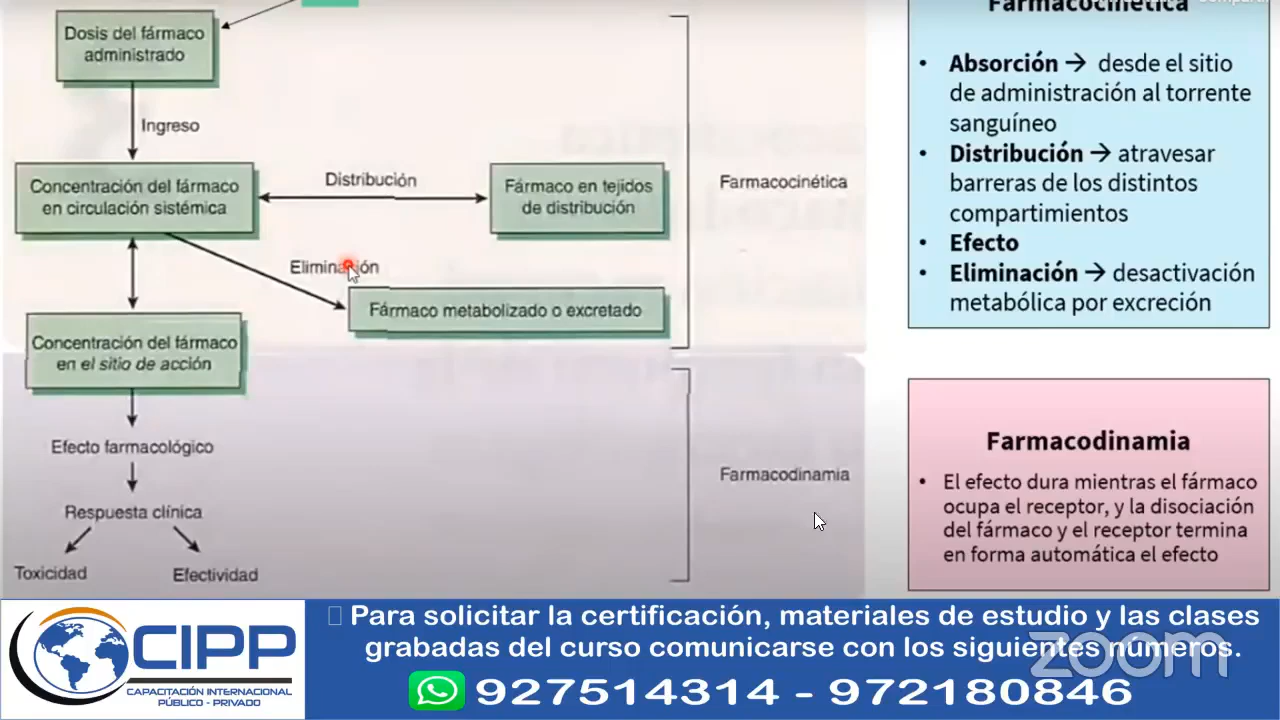 Dosis del fármaco
administrado
Ingreso
Concentración del fármaco
en circulación sistémica
Distribución
Fármaco en tejidos
de distribución
Farmacocinética
Eliminación
Fármaco metabolizado o excretado
Concentración del fármaco
en el sitio de acción
Efecto farmacológico
Respuesta clínica
Toxicidad
Efectividad
Farmacodinamia
Farmacocinética
• Absorción → desde el sitio
de administración al torrente
sanguíneo
• Distribución → atravesar
barreras de los distintos
compartimientos
• Efecto
• Eliminación → desactivación
metabólica por excreción
Farmacodinamia
• El efecto dura mientras el fármaco
ocupa el receptor, y la disociación
del fármaco y el receptor termina
en forma automática el efecto
CIPP
CAPACITACIÓN INTERNACIONAL
PÚBLICO - PRIVADO
Para solicitar la certificación, materiales de estudio y las clases
grabadas del curso comunicarse con los siguientes números.
927514314 - 972180846
zoom